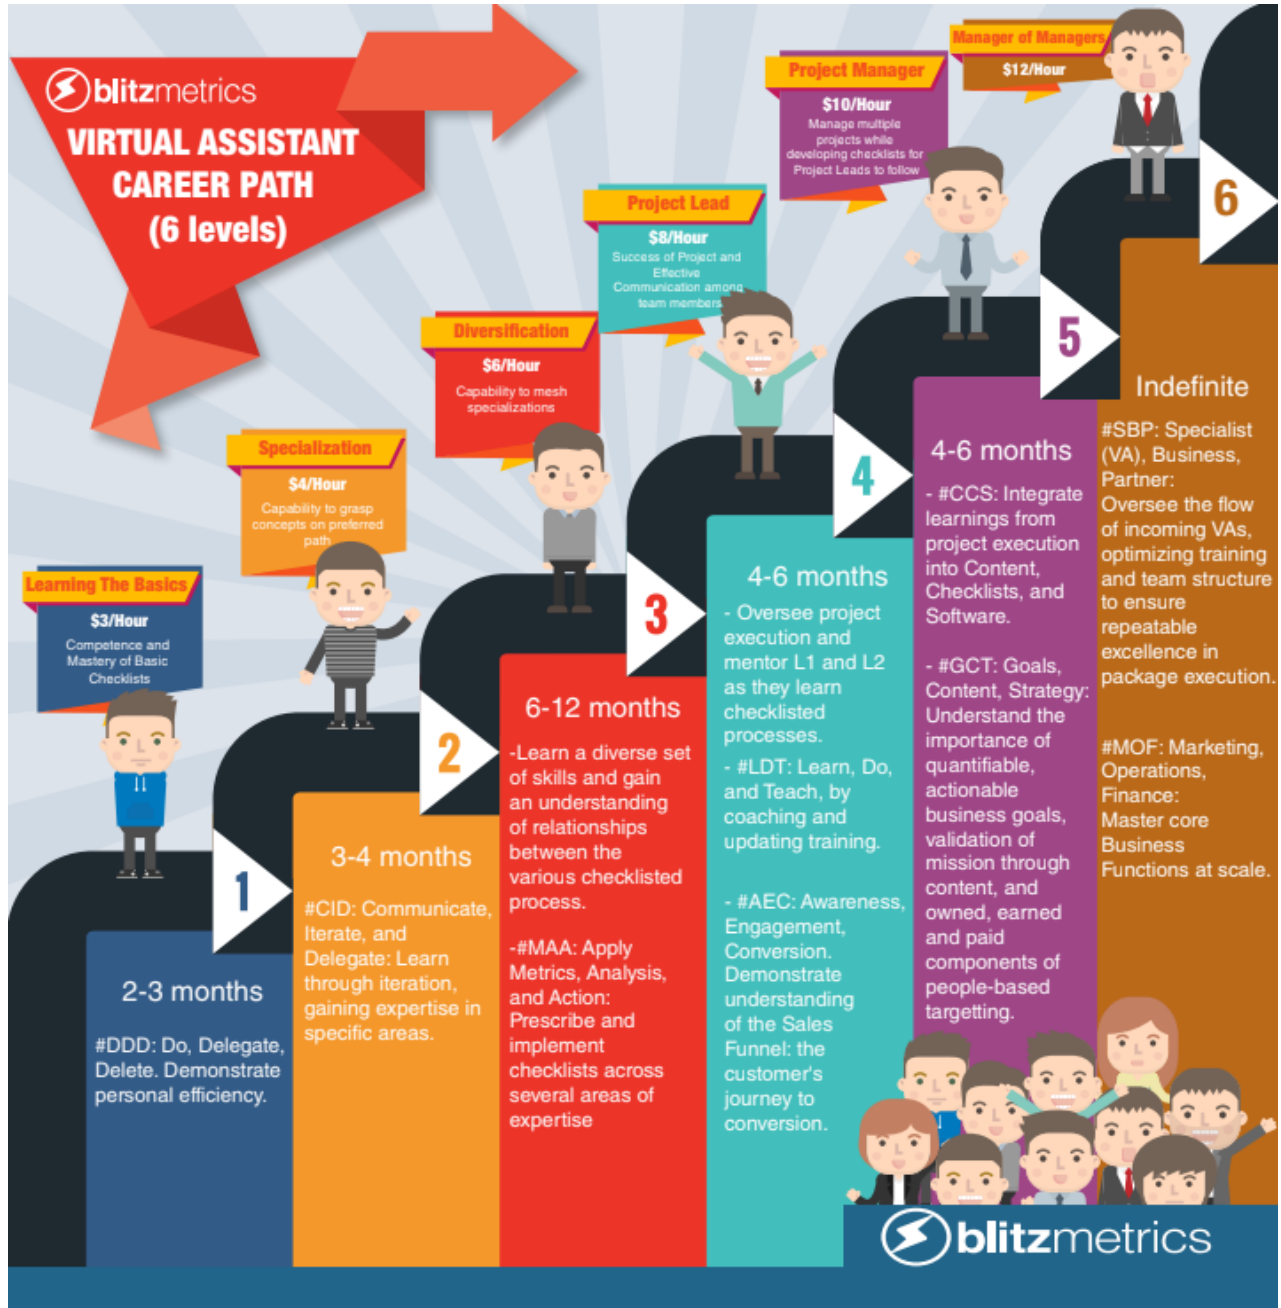 blitzmetrics
VIRTUAL ASSISTANT
CAREER PATH
(6 levels)
Learning The Basics
$3/Hour
Competence and
Mastery of Basic
Checklists
1
2-3 months
#DDD: Do, Delegate,
Delete. Demonstrate
personal efficiency.
Specialization
$4/Hour
Capability to grasp
concepts on preferred
path
2
3-4 months
#CID: Communicate,
Iterate, and
Delegate: Learn
through iteration,
gaining expertise in
specific areas.
Diversification
$6/Hour
Capability to mesh
specializations
3
6-12 months
-Learn a diverse set
of skills and gain
an understanding
of relationships
between the
various checklisted
process.
-#MAA: Apply
Metrics, Analysis,
and Action:
Prescribe and
implement
checklists across
several areas of
expertise
Project Lead
$8/Hour
Success of Project and
Effective
Communication among
team members
4
4-6 months
- Oversee project
execution and
mentor L1 and L2
as they learn
checklisted
processes.
- #LDT: Learn, Do,
and Teach, by
coaching and
updating training.
- #AEC: Awareness,
Engagement,
Conversion.
Demonstrate
understanding
of the Sales
Funnel: the
customer's
journey to
conversion.
Project Manager
$10/Hour
Manage multiple
projects while
developing checklists for
Project Leads to follow
5
4-6 months
- #CCS: Integrate
learnings from
project execution
into Content,
Checklists, and
Software.
- #GCT: Goals,
Content, Strategy:
Understand the
importance of
quantifiable,
actionable
business goals,
validation of
mission through
content, and
owned, earned
and paid
components of
people-based
targetting.
Manager of Managers
$12/Hour
6
Indefinite
#SBP: Specialist
(VA), Business,
Partner:
Oversee the flow
of incoming VAs,
optimizing training
and team structure
to ensure
repeatable
excellence in
package execution.
#MOF: Marketing,
Operations,
Finance:
Master core
Business
Functions at scale.
blitzmetrics